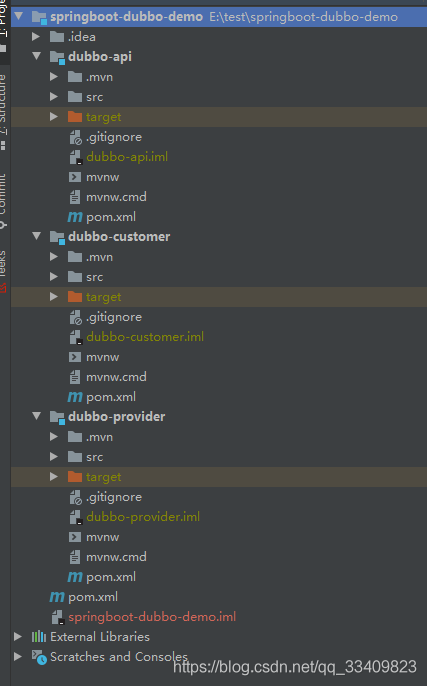 1: Project
springboot-dubbo-demo E:\test\springboot-dubbo-demo
.idea
dubbo-api
.mvn
src
target
.gitignore
dubbo-api.iml
mvnw
mvnw.cmd
pom.xml
dubbo-customer
.mvn
src
target
.gitignore
dubbo-customer.iml
mvnw
mvnw.cmd
pom.xml
dubbo-provider
.mvn
src
target
.gitignore
dubbo-provider.iml
mvnw
mvnw.cmd
pom.xml
pom.xml
springboot-dubbo-demo.iml
External Libraries
Scratches and Consoles
7: Structure
Commit
https://blog.csdn.net/qq_33409823